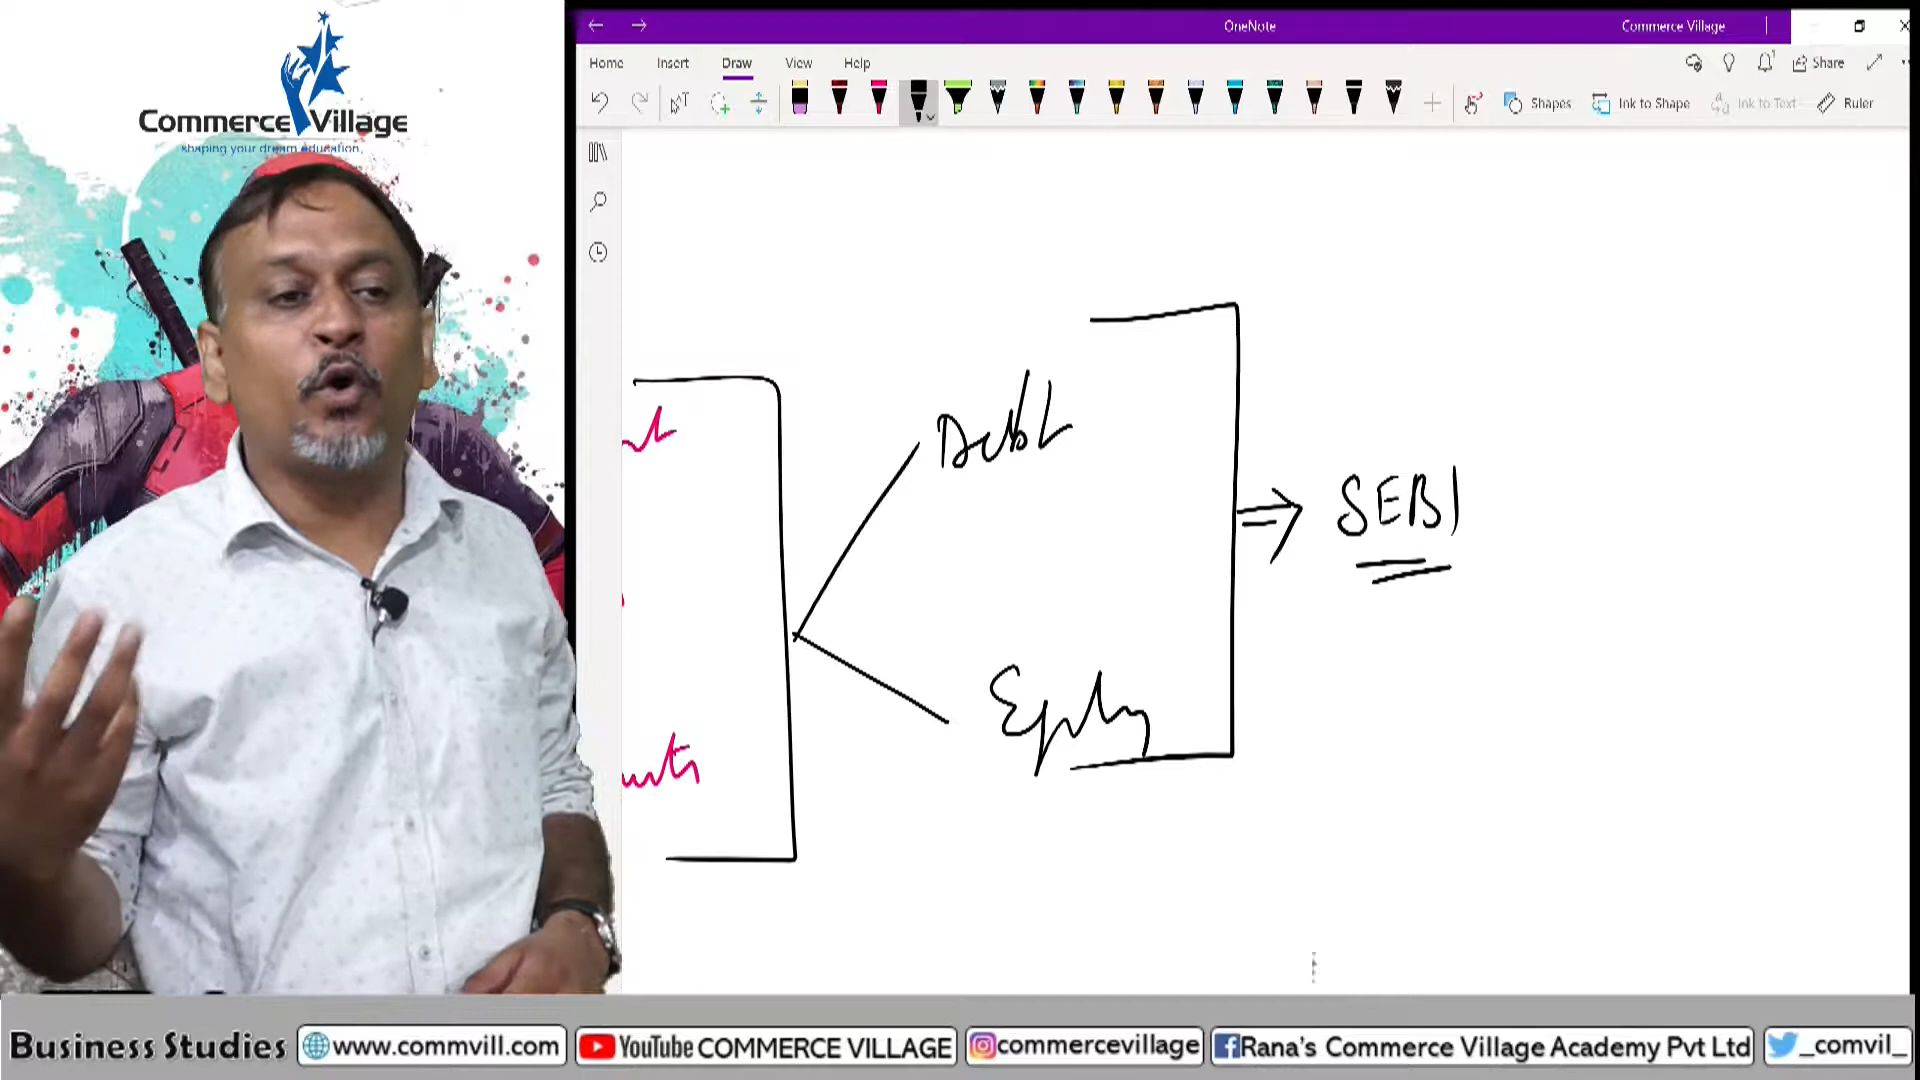 Commerce Village
shaping your dream education,
OneNote
Commerce Village
Home Insert Draw View Help
Share
Shapes
Ink to Shape
Ink to Text
Ruler
Debt
SEBI
Equity
Business Studies
www.commvill.com
YouTube COMMERCE VILLAGE
commercevillage
Rana's Commerce Village Academy Pvt Ltd
_comvil_